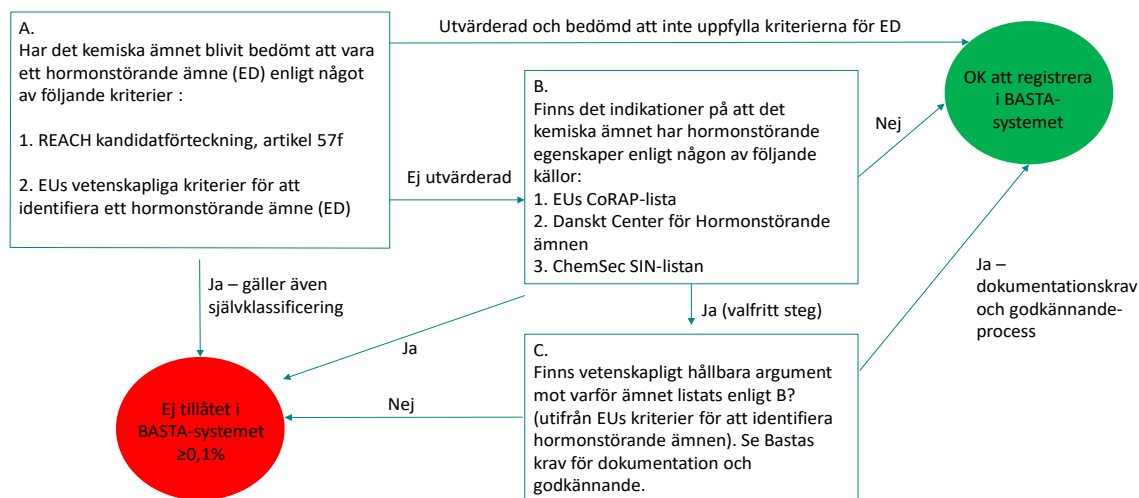 A.
Har det kemiska ämnet blivit bedömt att vara
ett hormonstörande ämne (ED) enligt något
av följande kriterier :
1. REACH kandidatförteckning, artikel 57f
2. EUs vetenskapliga kriterier för att
identifiera ett hormonstörande ämne (ED)
Utvärderad och bedömd att inte uppfylla kriterierna för ED
OK att registrera
i BASTA-
systemet
Ej utvärderad
B.
Finns det indikationer på att det
kemiska ämnet har hormonstörande
egenskaper enligt någon av följande
källor:
1. EUs CoRAP-lista
2. Danskt Center för Hormonstörande
ämnen
3. ChemSec SIN-listan
Nej
Ja – gäller även
självklassificering
Ja
Ja (valfritt steg)
Ja –
dokumentationskrav
och godkännande-
process
Ej tillåtet i
BASTA-systemet
≥0,1%
Nej
C.
Finns vetenskapligt hållbara argument
mot varför ämnet listats enligt B?
(utifrån EUs kriterier för att identifiera
hormonstörande ämnen). Se Bastas
krav för dokumentation och
godkännande.